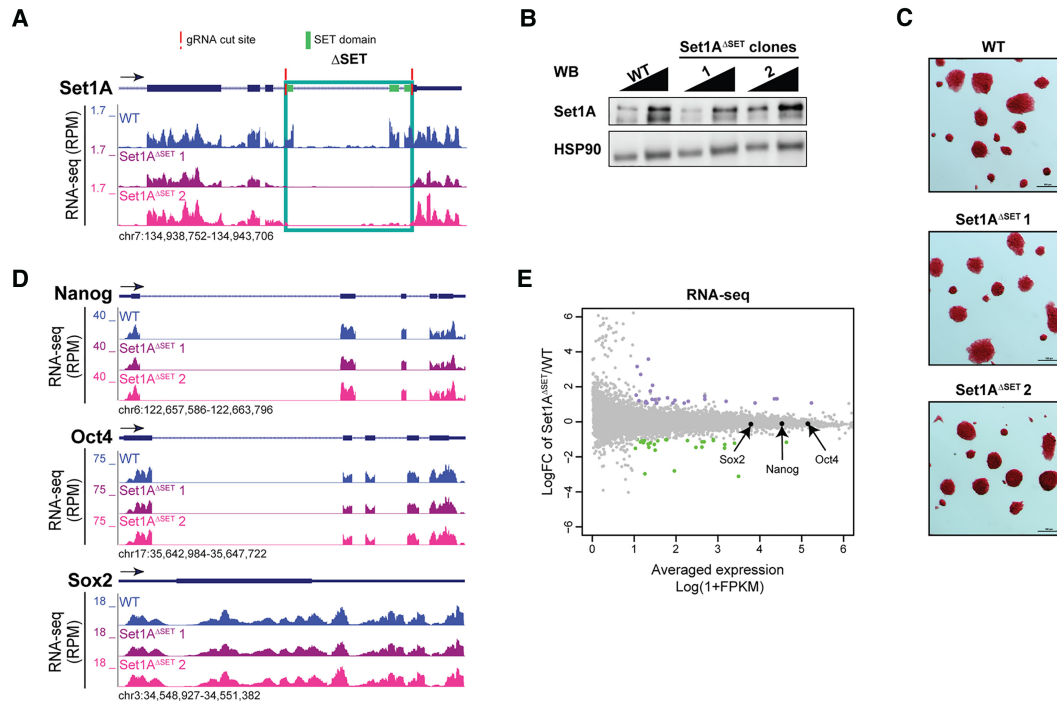 A
gRNA cut site
SET domain
ΔSET
Set1A
RNA-seq (RPM)
1.7
WT
1.7
Set1AΔSET 1
1.7
Set1AΔSET 2
chr7:134,938,752-134,943,706
B
Set1AΔSET clones
WB
WT
1
2
Set1A
HSP90
C
WT
Set1AΔSET 1
Set1AΔSET 2
D
Nanog
RNA-seq
(RPM)
40
WT
40
Set1AΔSET 1
40
Set1AΔSET 2
chr6:122,657,586-122,663,796
Oct4
RNA-seq
(RPM)
75
WT
75
Set1AΔSET 1
75
Set1AΔSET 2
chr17:35,642,984-35,647,722
Sox2
RNA-seq
(RPM)
18
WT
18
Set1AΔSET 1
18
Set1AΔSET 2
chr3:34,548,927-34,551,382
E
RNA-seq
LogFC of Set1AΔSET/WT
6
4
2
0
−2
−4
−6
Sox2
Nanog
Oct4
0 1 2 3 4 5 6
Averaged expression
Log(1+FPKM)